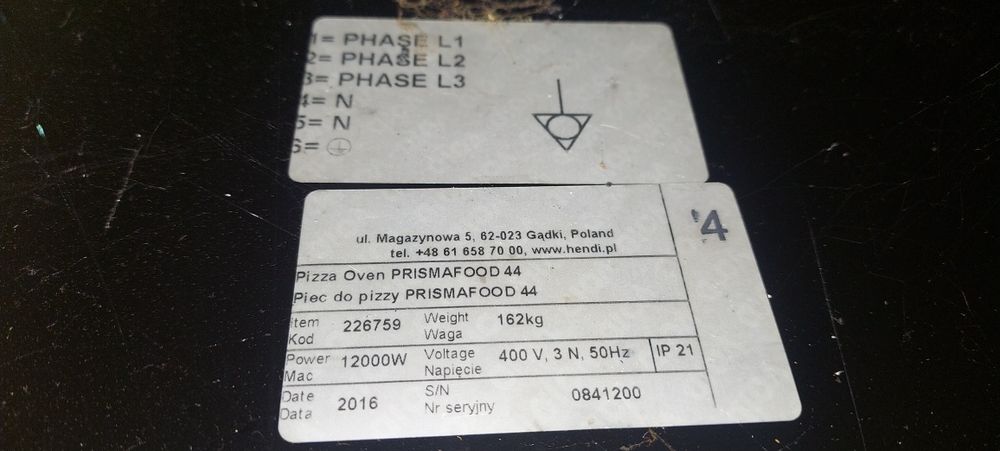 1= PHASE L1
2= PHASE L2
3= PHASE L3
4= N
5= N
6=
ul. Magazynowa 5, 62-023 Gądki, Poland
tel. +48 61 658 70 00, www.hendi.pl
'4
Pizza Oven PRISMAFOOD 44
Piec do pizzy PRISMAFOOD 44
Item Kod 226759 Weight Waga 162kg
Power Mac 12000W Voltage Napięcie 400 V, 3 N, 50Hz IP 21
Date Data 2016 S/N Nr seryjny 0841200